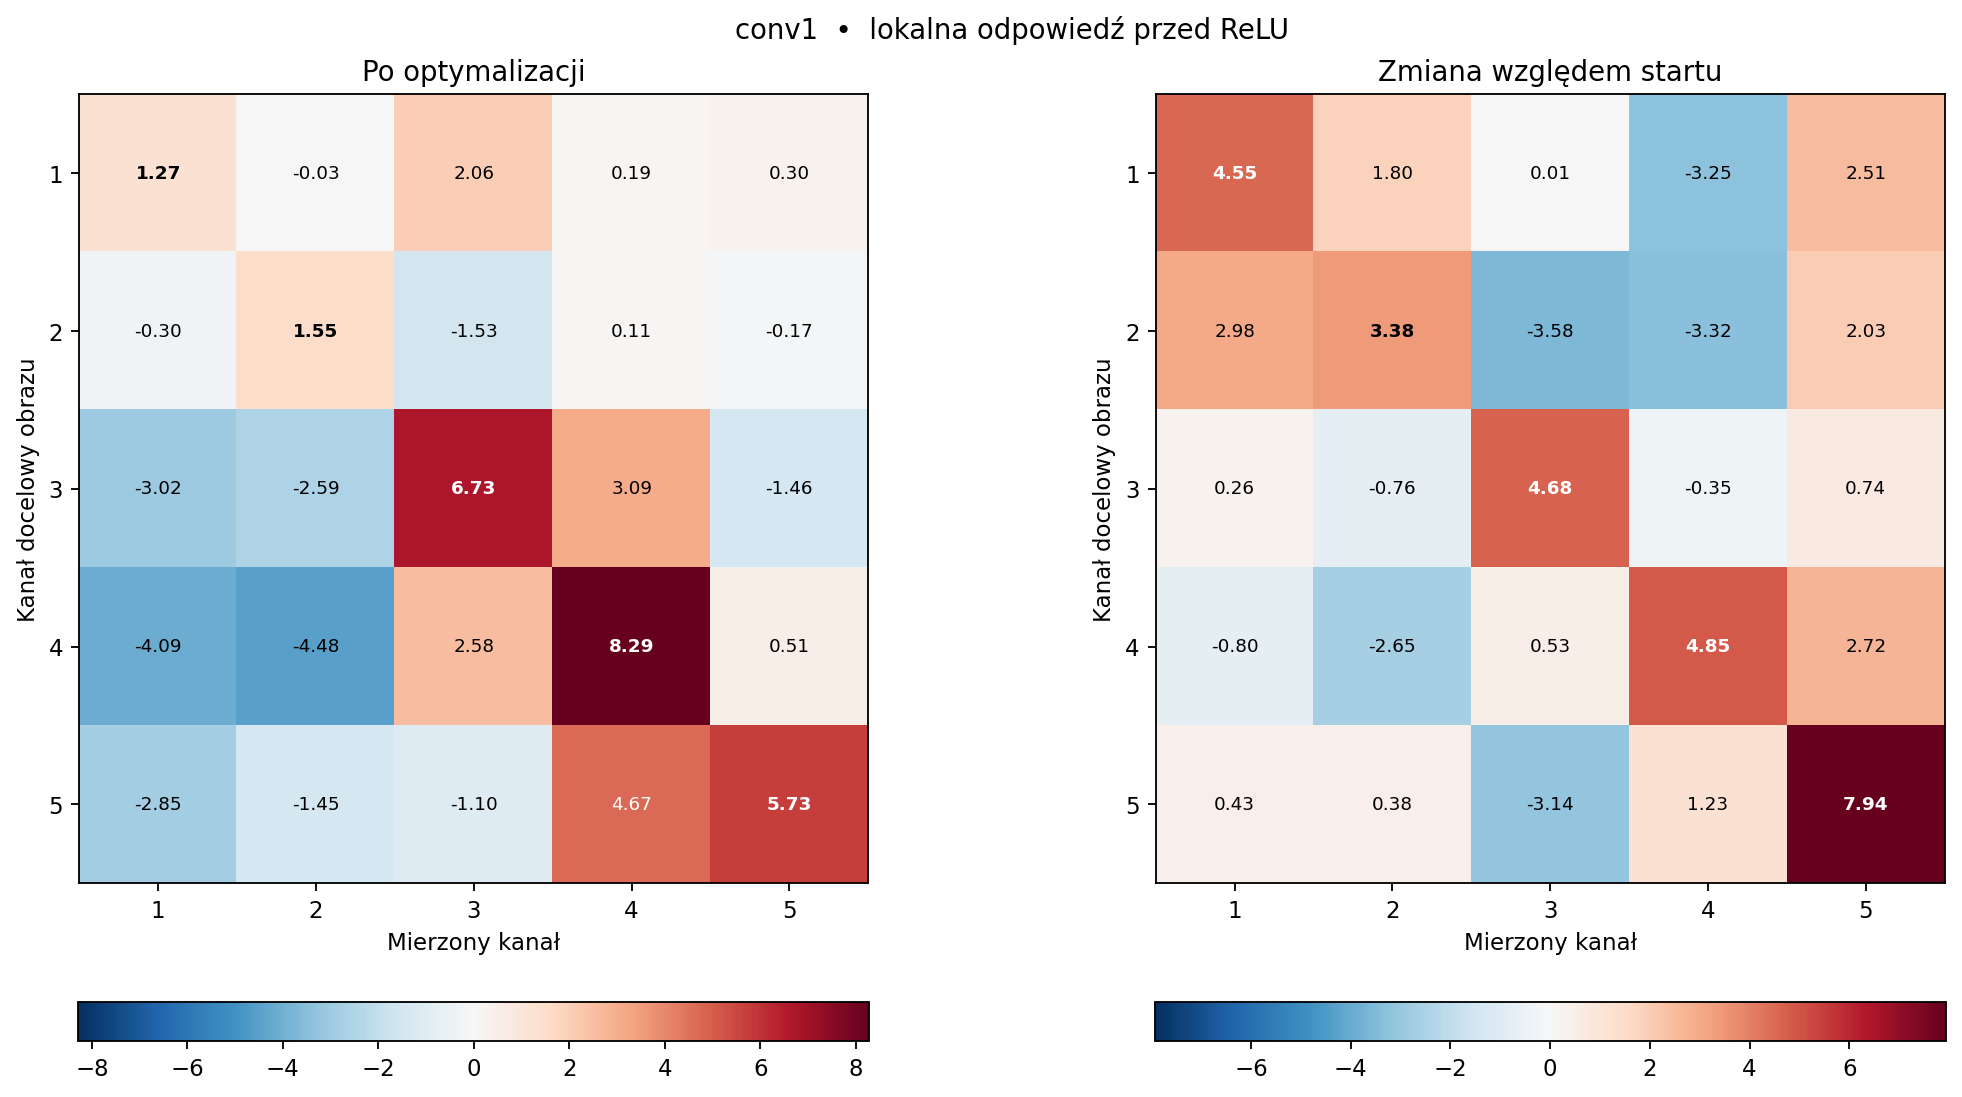 conv1 • lokalna odpowiedź przed ReLU
Po optymalizacji
Kanał docelowy obrazu
1 1.27 -0.03 2.06 0.19 0.30
2 -0.30 1.55 -1.53 0.11 -0.17
3 -3.02 -2.59 6.73 3.09 -1.46
4 -4.09 -4.48 2.58 8.29 0.51
5 -2.85 -1.45 -1.10 4.67 5.73
1 2 3 4 5
Mierzony kanał
−8 −6 −4 −2 0 2 4 6 8
Zmiana względem startu
Kanał docelowy obrazu
1 4.55 1.80 0.01 -3.25 2.51
2 2.98 3.38 -3.58 -3.32 2.03
3 0.26 -0.76 4.68 -0.35 0.74
4 -0.80 -2.65 0.53 4.85 2.72
5 0.43 0.38 -3.14 1.23 7.94
1 2 3 4 5
Mierzony kanał
−6 −4 −2 0 2 4 6